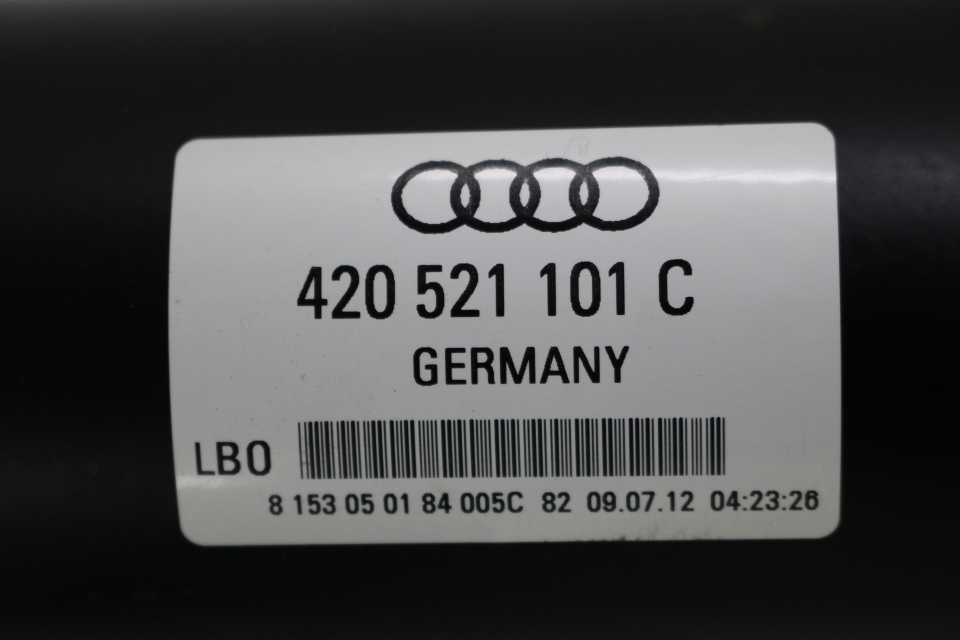 420 521 101 C
GERMANY
LBO
8 153 05 01 84 005C 82 09.07.12 04:23:26